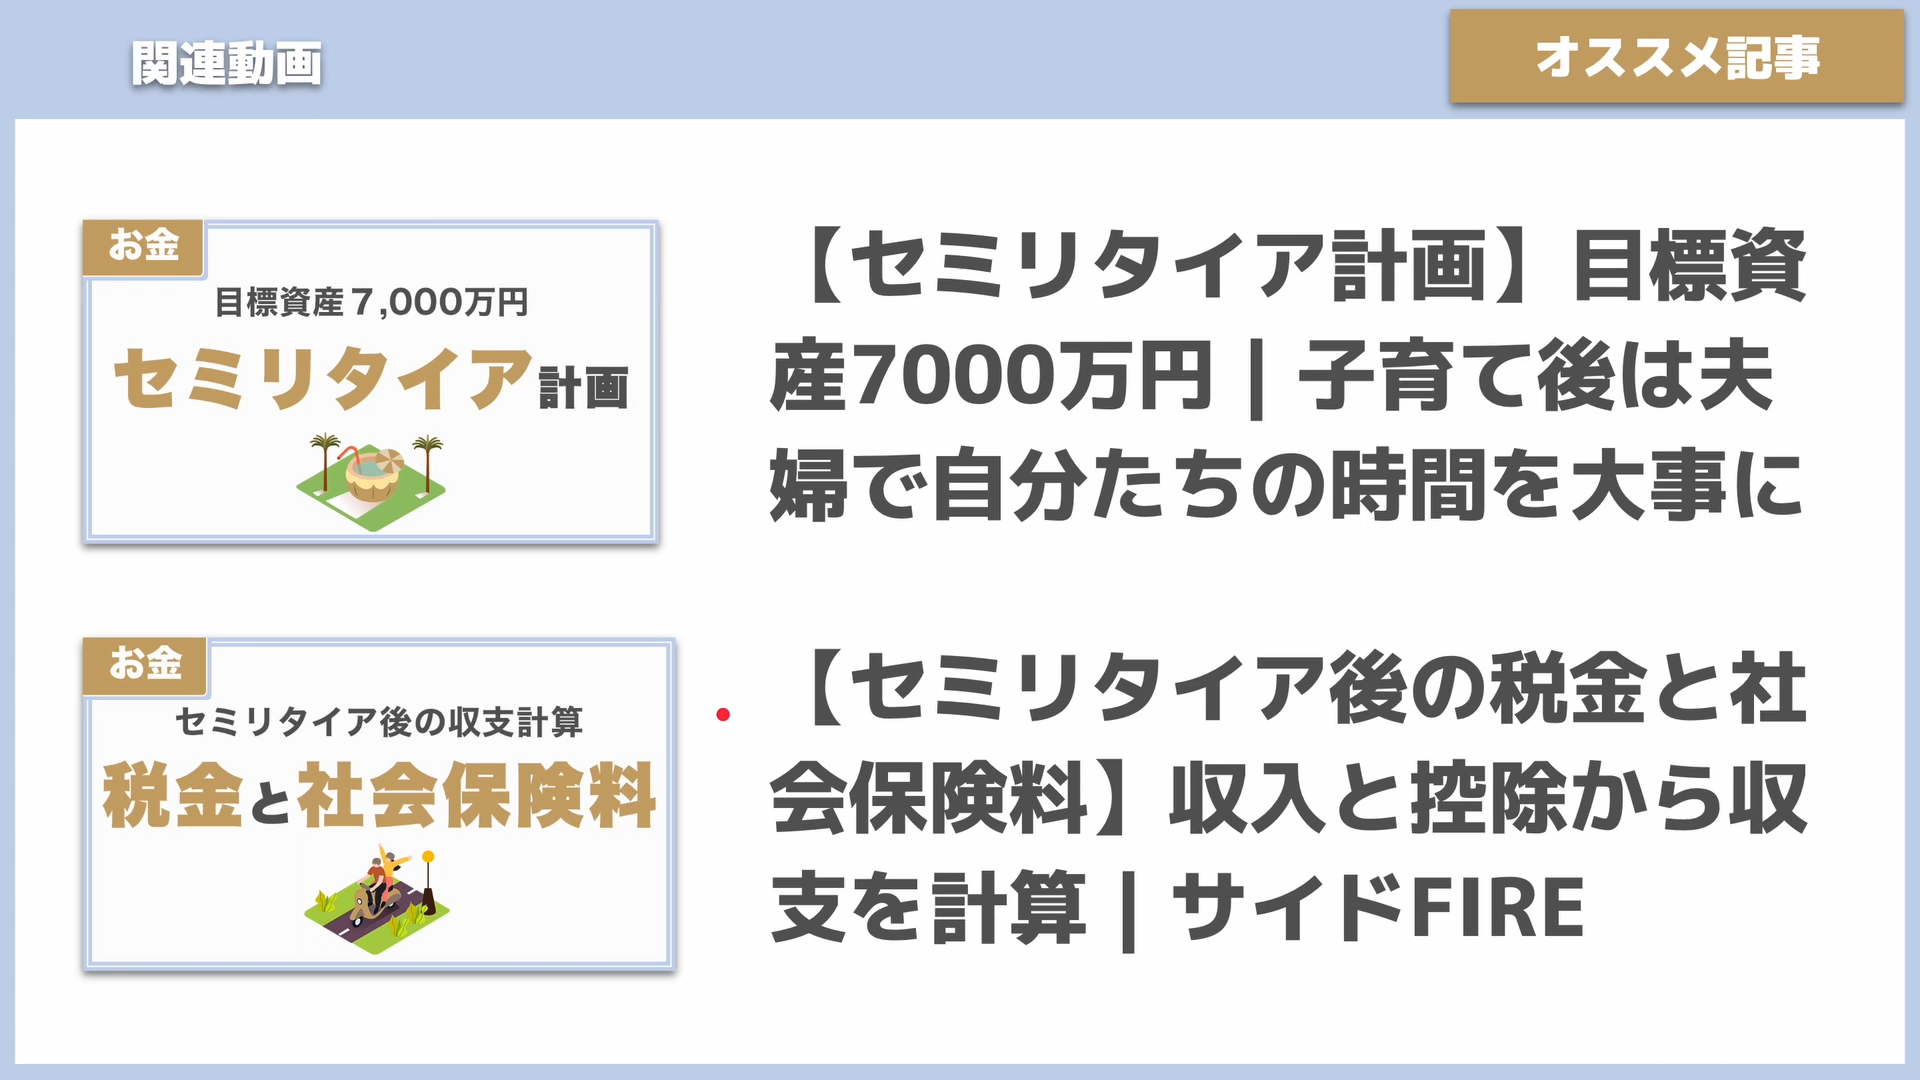 関連動画
オススメ記事
お金
目標資産7,000万円
セミリタイア計画
【セミリタイア計画】目標資
産7000万円 | 子育て後は夫
婦で自分たちの時間を大事に
お金
セミリタイア後の収支計算
税金と社会保険料
【セミリタイア後の税金と社
会保険料】収入と控除から収
支を計算 | サイドFIRE